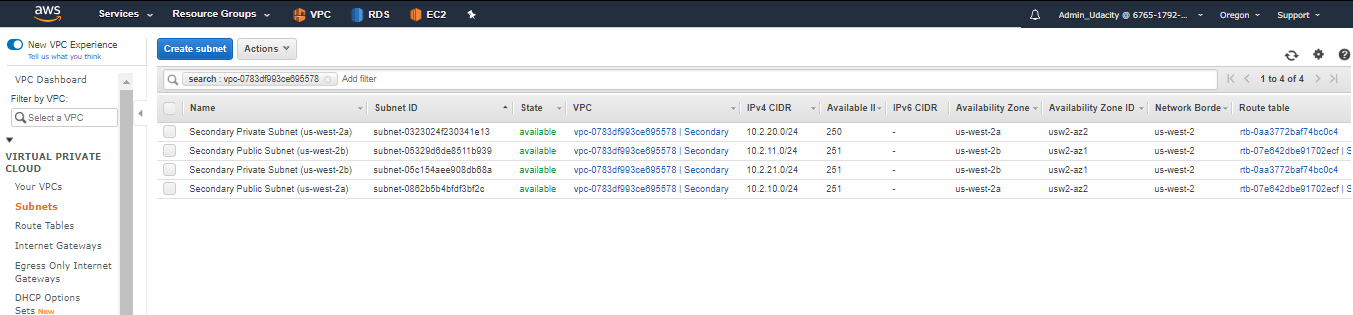 aws Services Resource Groups VPC RDS EC2 Admin_Udacity @ 6765-1792-... Oregon Support
New VPC Experience
Tell us what you think
VPC Dashboard
Filter by VPC:
Select a VPC
VIRTUAL PRIVATE
CLOUD
Your VPCs
Subnets
Route Tables
Internet Gateways
Egress Only Internet
Gateways
DHCP Options
Sets New
Create subnet Actions
search : vpc-0783df993ce695578 Add filter 1 to 4 of 4
Name Subnet ID State VPC IPv4 CIDR Available II IPv6 CIDR Availability Zone Availability Zone ID Network Borde Route table
Secondary Private Subnet (us-west-2a) subnet-0323024f230341e13 available vpc-0783df993ce695578 | Secondary 10.2.20.0/24 250 - us-west-2a usw2-az2 us-west-2 rtb-0aa3772baf74bc0c4
Secondary Public Subnet (us-west-2b) subnet-05329d6de8511b939 available vpc-0783df993ce695578 | Secondary 10.2.11.0/24 251 - us-west-2b usw2-az1 us-west-2 rtb-07e642dbe91702ecf | S
Secondary Private Subnet (us-west-2b) subnet-05c154aee908db68a available vpc-0783df993ce695578 | Secondary 10.2.21.0/24 251 - us-west-2b usw2-az1 us-west-2 rtb-0aa3772baf74bc0c4
Secondary Public Subnet (us-west-2a) subnet-0862b5b4bfdf3bf2c available vpc-0783df993ce695578 | Secondary 10.2.10.0/24 251 - us-west-2a usw2-az2 us-west-2 rtb-07e642dbe91702ecf | S